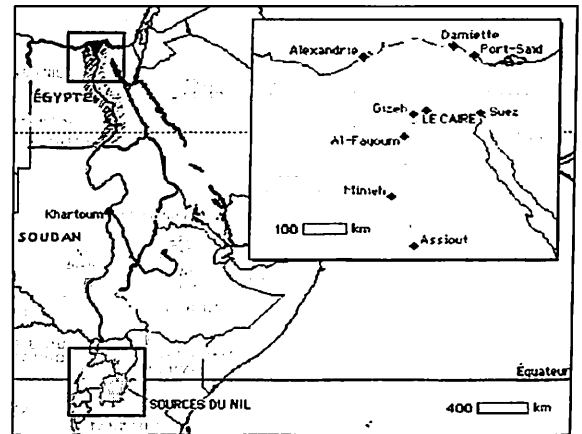 Damiette
Alexandrie
Port-Saïd
ÉGYPTE
Gizeh
LE CAIRE
Suez
Al-Fayoum
Minieh
Khartoum
100 km
SOUDAN
Assiout
Équateur
SOURCES DU NIL
400 km